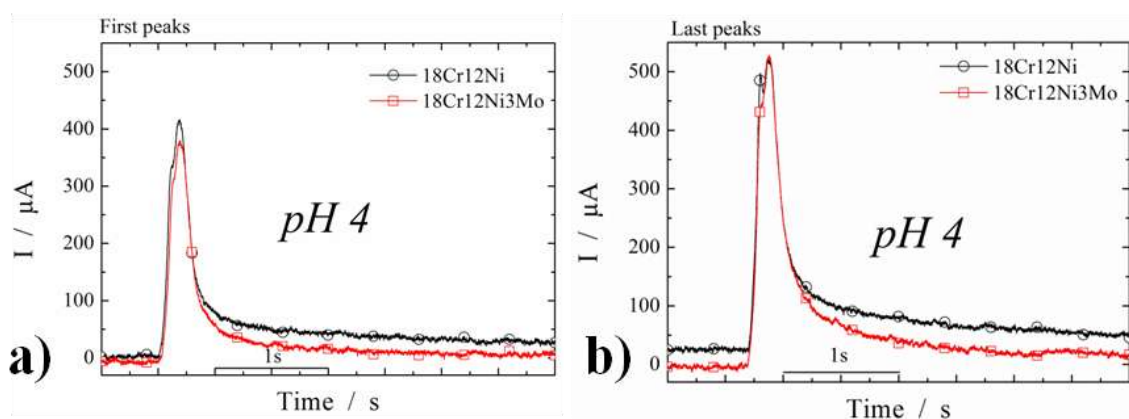 First peaks
500
400
300
200
100
0
I / μA
18Cr12Ni
18Cr12Ni3Mo
pH 4
1s
Time / s
a)
Last peaks
500
400
300
200
100
0
I / μA
18Cr12Ni
18Cr12Ni3Mo
pH 4
1s
Time / s
b)